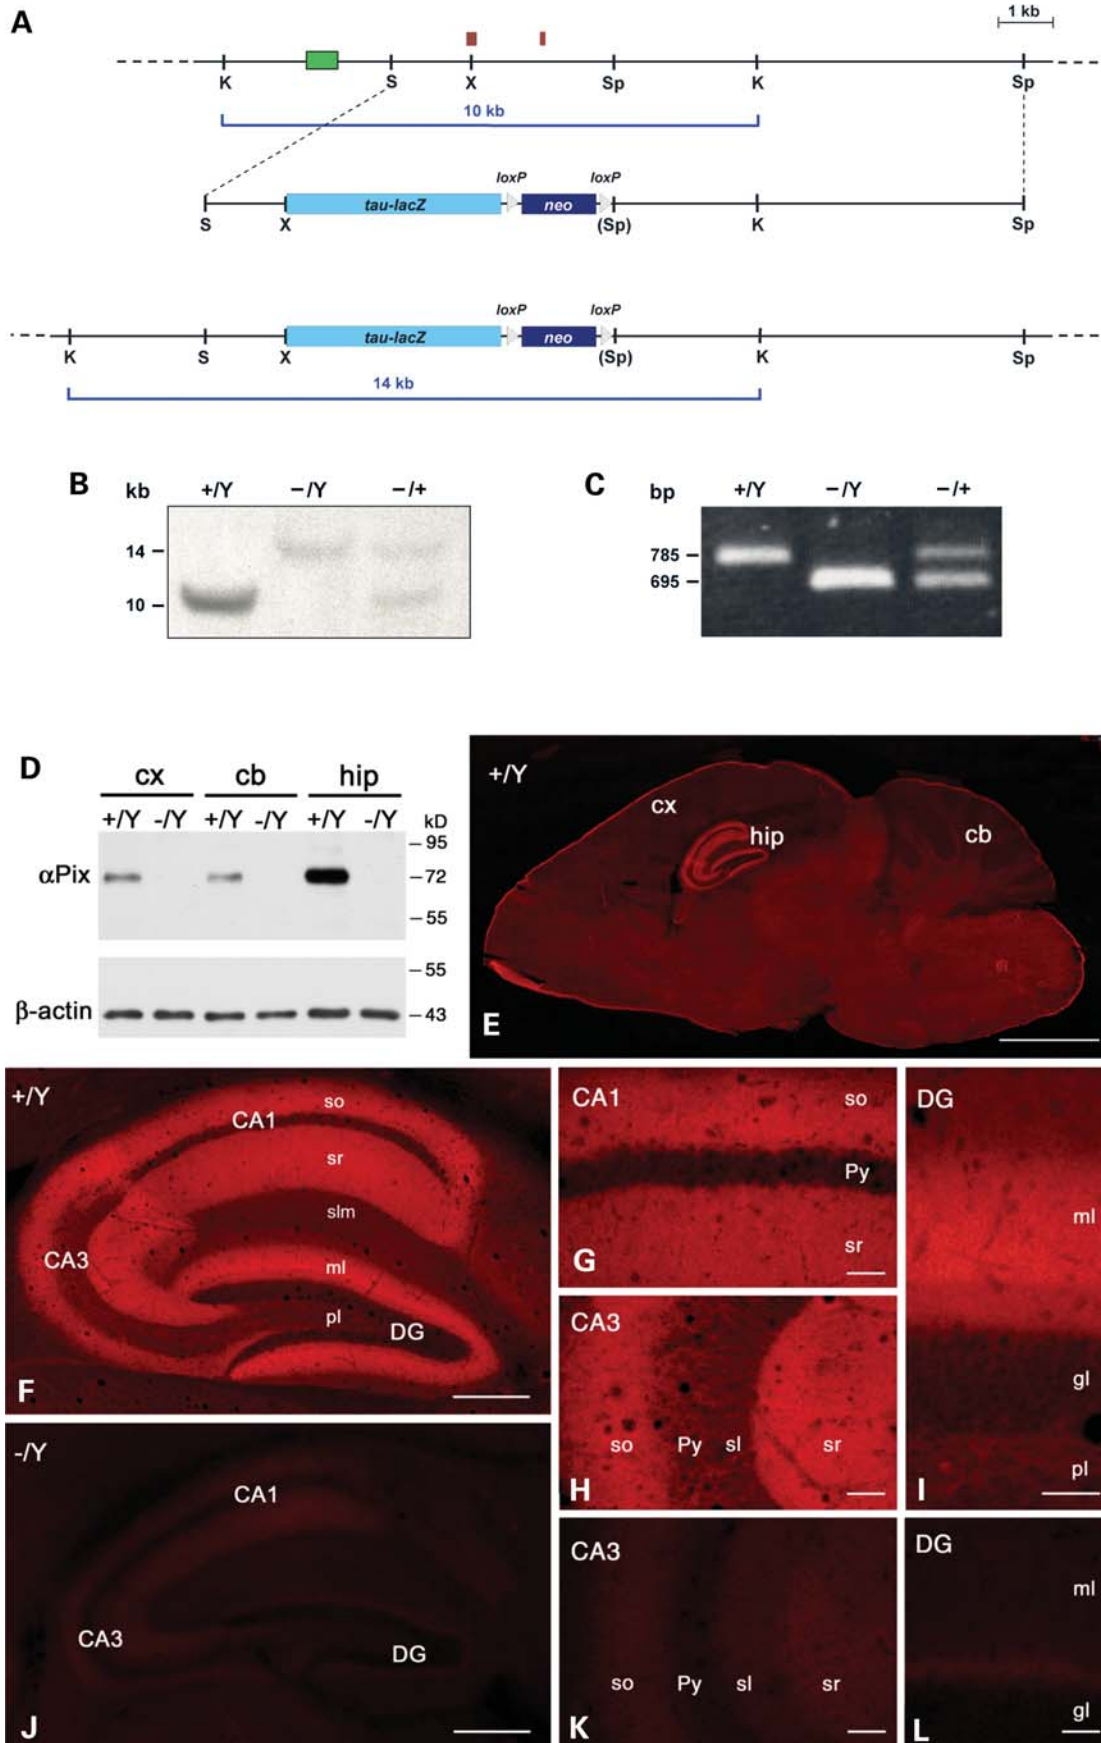 A
1 kb
K S X Sp K Sp
10 kb
loxP loxP
tau-lacZ neo
S X (Sp) K Sp
loxP loxP
tau-lacZ neo
K S X (Sp) K Sp
14 kb
B
kb +/Y −/Y −/+
14
10
C
bp +/Y −/Y −/+
785
695
D
cx cb hip
+/Y -/Y +/Y -/Y +/Y -/Y kD
95
αPix 72
55
55
β-actin 43
+/Y
cx
hip
cb
E
+/Y
so
CA1
sr
slm
CA3
ml
pl
DG
F
CA1
so
Py
sr
G
CA3
so Py sl sr
H
DG
ml
gl
pl
I
-/Y
CA1
CA3
DG
J
CA3
so Py sl sr
K
DG
ml
gl
L